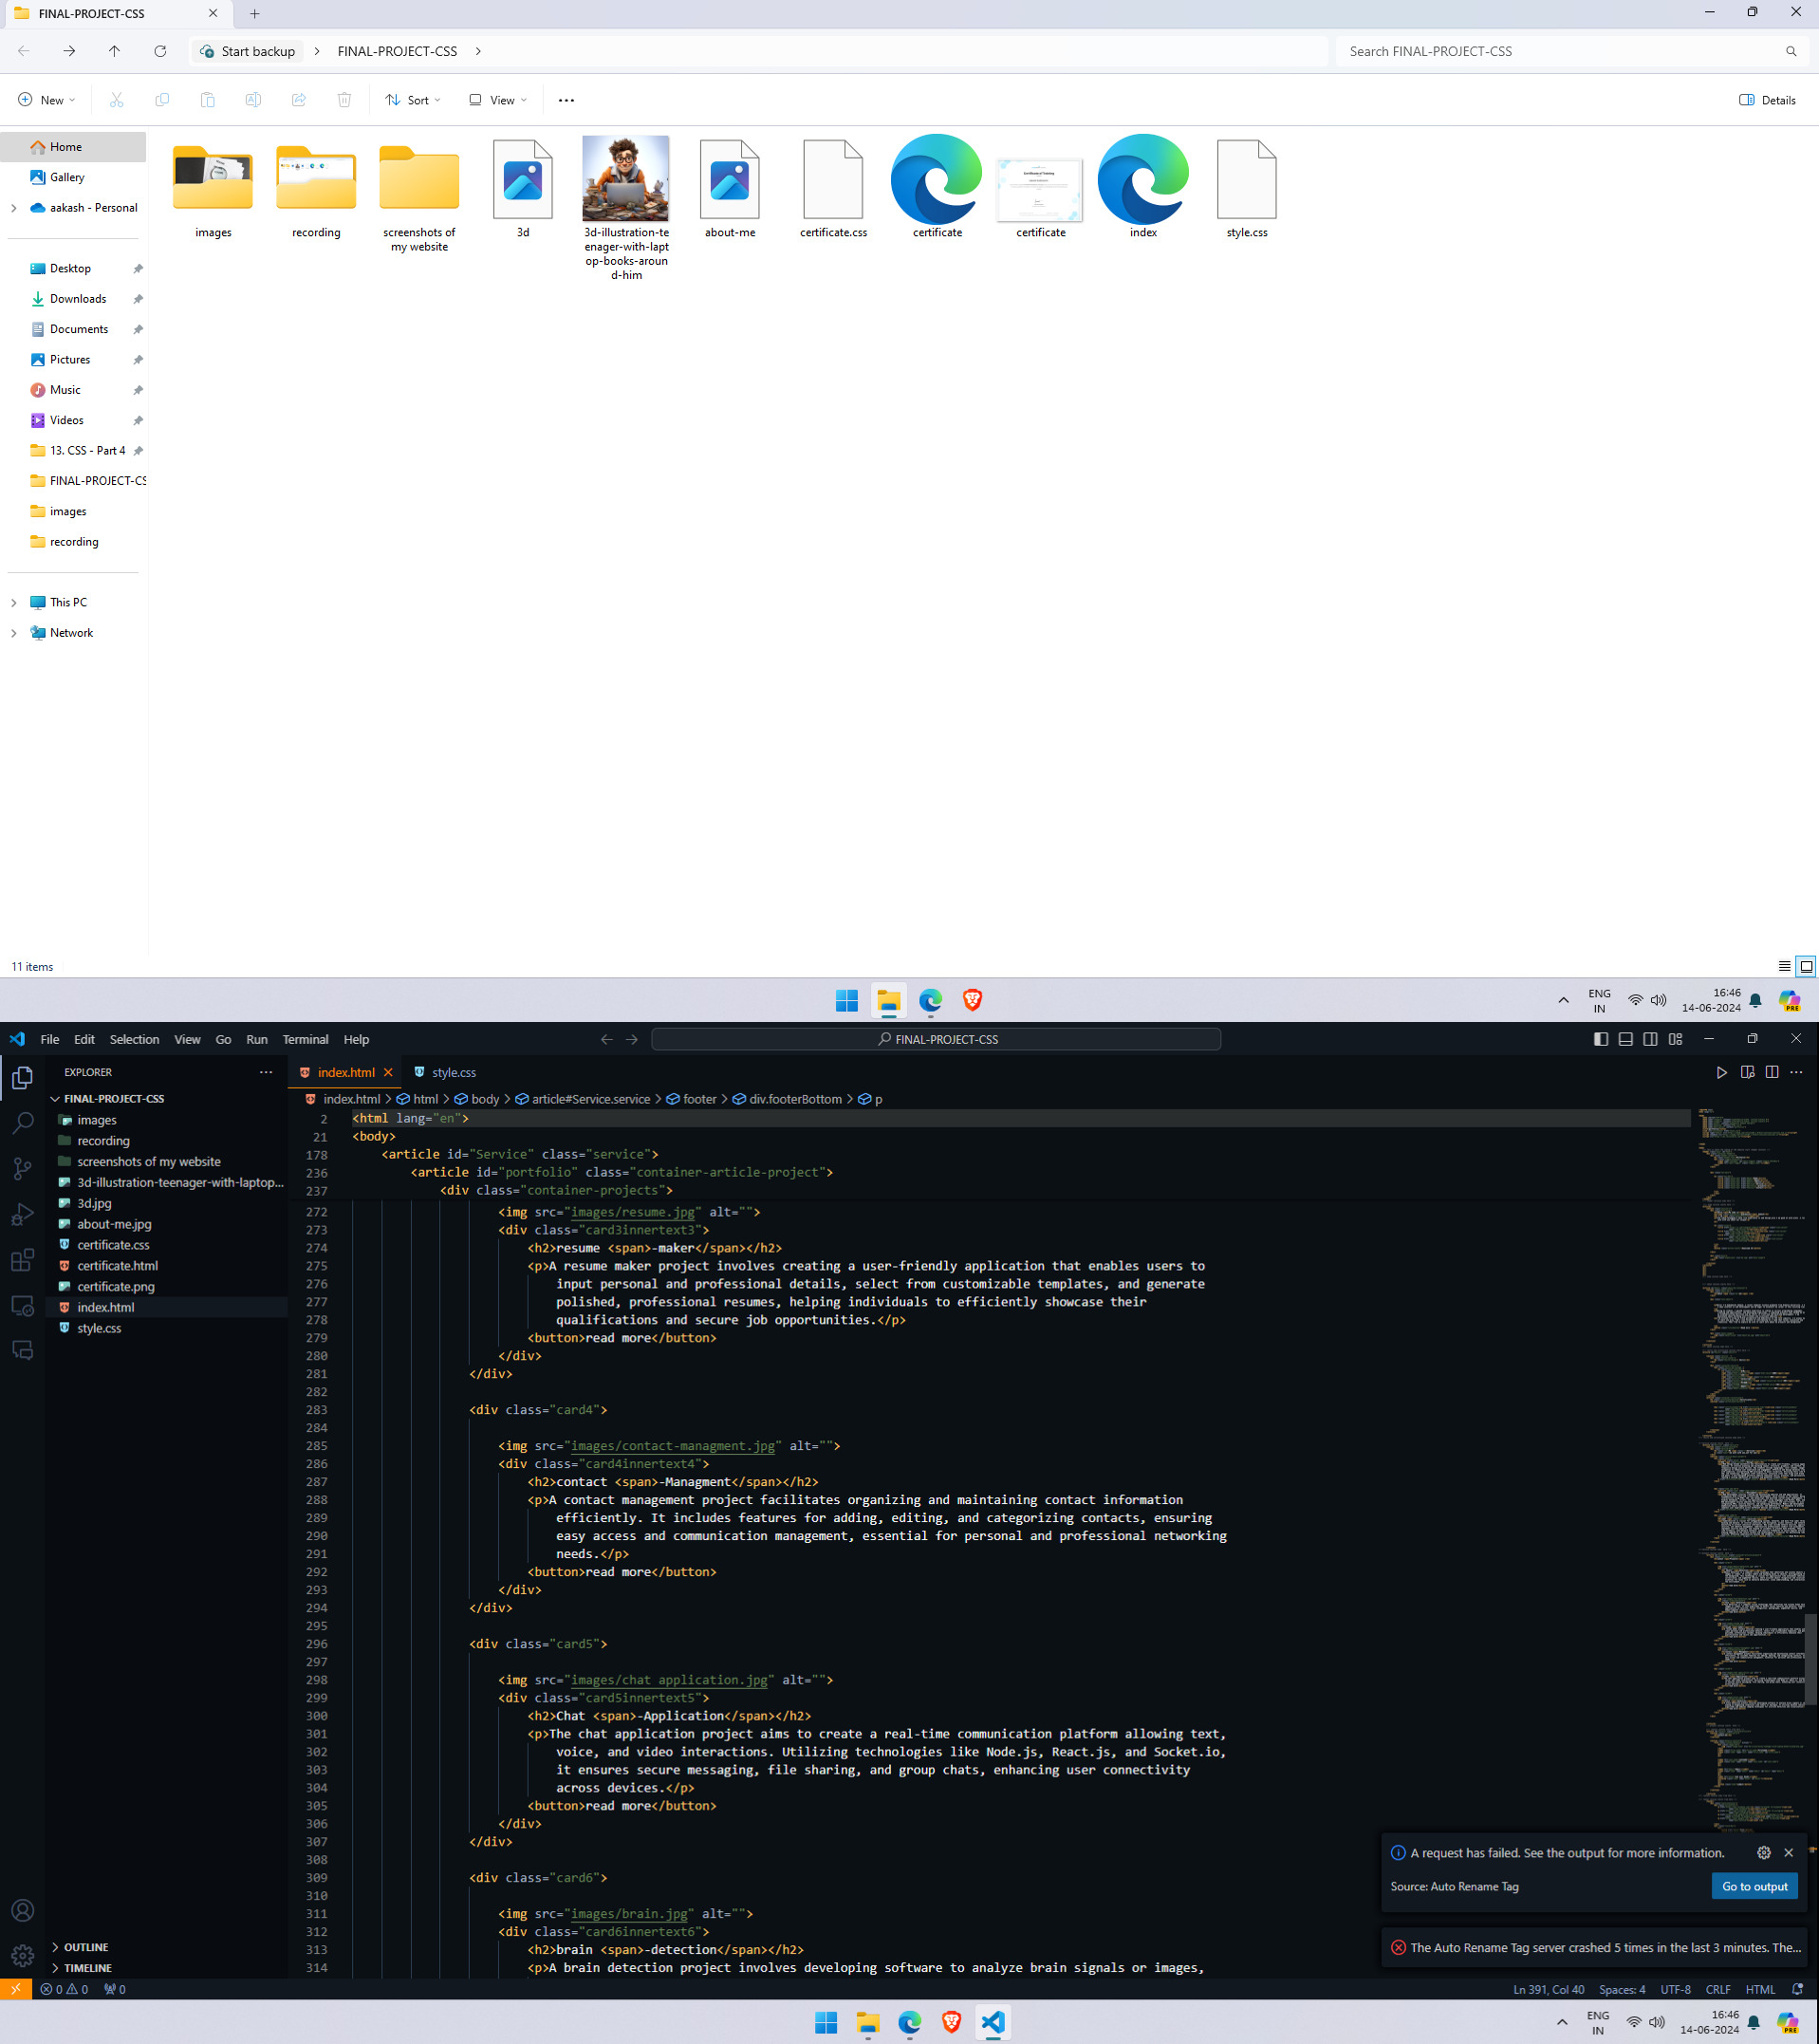 FINAL-PROJECT-CSS
Start backup
FINAL-PROJECT-CSS
Search FINAL-PROJECT-CSS
New
Sort
View
Details
Home
Gallery
aakash - Personal
Desktop
Downloads
Documents
Pictures
Music
Videos
13. CSS - Part 4
FINAL-PROJECT-CS
images
recording
This PC
Network
images
recording
screenshots of
my website
3d
3d-illustration-te
enager-with-lapt
op-books-aroun
d-him
about-me
certificate.css
certificate
certificate
index
style.css
11 items
ENG
IN
16:46
14-06-2024
File Edit Selection View Go Run Terminal Help
FINAL-PROJECT-CSS
EXPLORER
FINAL-PROJECT-CSS
images
recording
screenshots of my website
3d-illustration-teenager-with-laptop...
3d.jpg
about-me.jpg
certificate.css
certificate.html
certificate.png
index.html
style.css
OUTLINE
TIMELINE
index.html style.css
index.html > html > body > article#Service.service > footer > div.footerBottom > p
2 <html lang="en">
21 <body>
178 <article id="Service" class="service">
236 <article id="portfolio" class="container-article-project">
237 <div class="container-projects">
272 <img src="images/resume.jpg" alt="">
273 <div class="card3innertext3">
274 <h2>resume <span>-maker</span></h2>
275 <p>A resume maker project involves creating a user-friendly application that enables users to
276 input personal and professional details, select from customizable templates, and generate
277 polished, professional resumes, helping individuals to efficiently showcase their
278 qualifications and secure job opportunities.</p>
279 <button>read more</button>
280 </div>
281 </div>
282
283 <div class="card4">
284
285 <img src="images/contact-managment.jpg" alt="">
286 <div class="card4innertext4">
287 <h2>contact <span>-Managment</span></h2>
288 <p>A contact management project facilitates organizing and maintaining contact information
289 efficiently. It includes features for adding, editing, and categorizing contacts, ensuring
290 easy access and communication management, essential for personal and professional networking
291 needs.</p>
292 <button>read more</button>
293 </div>
294 </div>
295
296 <div class="card5">
297
298 <img src="images/chat application.jpg" alt="">
299 <div class="card5innertext5">
300 <h2>Chat <span>-Application</span></h2>
301 <p>The chat application project aims to create a real-time communication platform allowing text,
302 voice, and video interactions. Utilizing technologies like Node.js, React.js, and Socket.io,
303 it ensures secure messaging, file sharing, and group chats, enhancing user connectivity
304 across devices.</p>
305 <button>read more</button>
306 </div>
307 </div>
308
309 <div class="card6">
310
311 <img src="images/brain.jpg" alt="">
312 <div class="card6innertext6">
313 <h2>brain <span>-detection</span></h2>
314 <p>A brain detection project involves developing software to analyze brain signals or images,
A request has failed. See the output for more information.
Source: Auto Rename Tag
Go to output
The Auto Rename Tag server crashed 5 times in the last 3 minutes. The...
0 0 0
Ln 391, Col 40 Spaces: 4 UTF-8 CRLF HTML
ENG
IN
16:46
14-06-2024